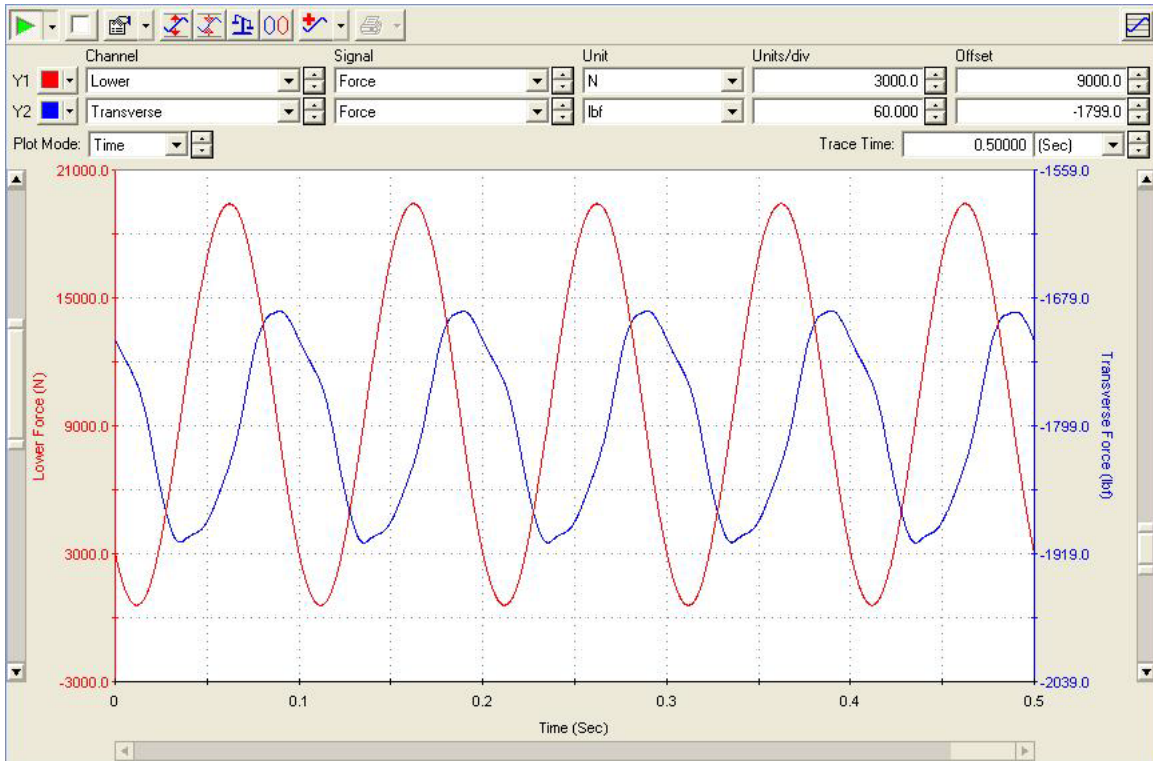 Channel Signal Unit Units/div Offset
Y1 Lower Force N 3000.0 9000.0
Y2 Transverse Force lbf 60.000 -1799.0
Plot Mode: Time Trace Time: 0.50000 (Sec)
21000.0 -1559.0
15000.0 -1679.0
9000.0 -1799.0
3000.0 -1919.0
-3000.0 -2039.0
Lower Force (N)
Transverse Force (lbf)
0 0.1 0.2 0.3 0.4 0.5
Time (Sec)